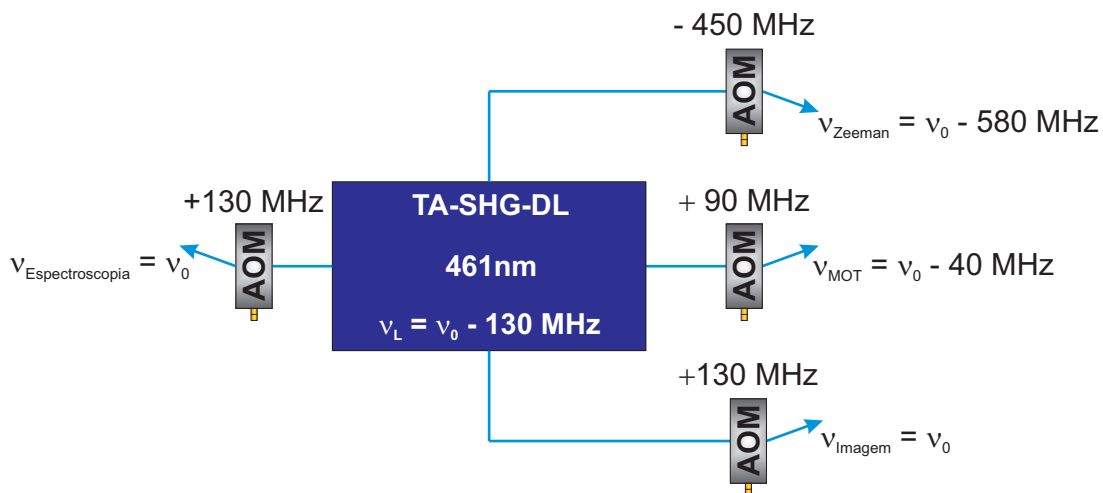 - 450 MHz
AOM
νZeeman = ν0 - 580 MHz
+130 MHz
AOM
νEspectroscopia = ν0
TA-SHG-DL
461nm
νL = ν0 - 130 MHz
+ 90 MHz
AOM
νMOT = ν0 - 40 MHz
+130 MHz
AOM
νImagem = ν0